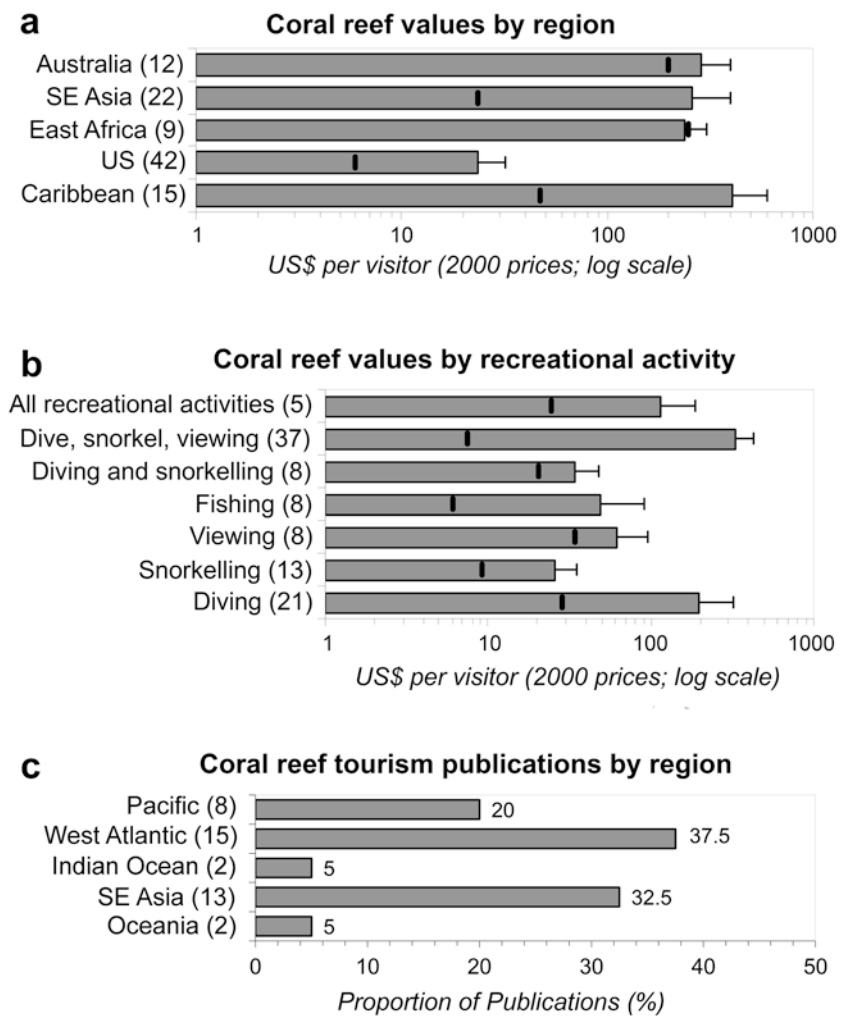 a
Coral reef values by region
Australia (12)
SE Asia (22)
East Africa (9)
US (42)
Caribbean (15)
1 10 100 1000
US$ per visitor (2000 prices; log scale)
b
Coral reef values by recreational activity
All recreational activities (5)
Dive, snorkel, viewing (37)
Diving and snorkelling (8)
Fishing (8)
Viewing (8)
Snorkelling (13)
Diving (21)
1 10 100 1000
US$ per visitor (2000 prices; log scale)
c
Coral reef tourism publications by region
Pacific (8) 20
West Atlantic (15) 37.5
Indian Ocean (2) 5
SE Asia (13) 32.5
Oceania (2) 5
0 10 20 30 40 50
Proportion of Publications (%)